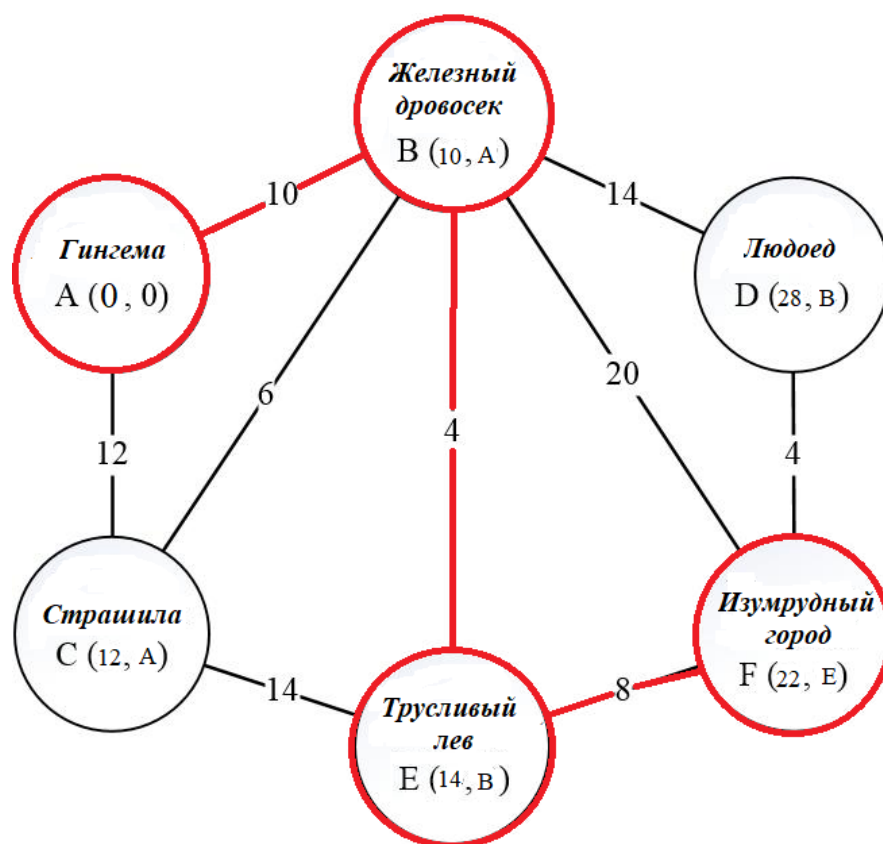 Железный
дровосек
B (10, A)
10
14
Гингема
A (0, 0)
Людоед
D (28, B)
6
20
4
12
4
Страшила
C (12, A)
Изумрудный
город
F (22, E)
14
8
Трусливый
лев
E (14, B)